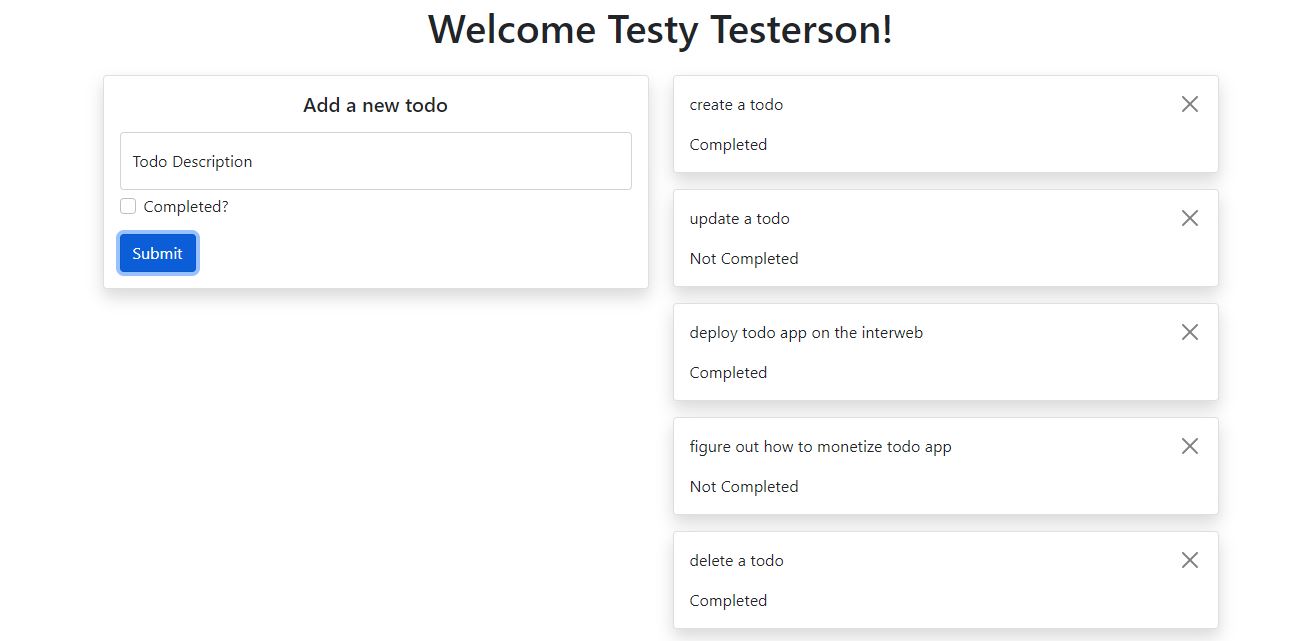 Welcome Testy Testerson!
Add a new todo
Todo Description
Completed?
Submit
create a todo
Completed
update a todo
Not Completed
deploy todo app on the interweb
Completed
figure out how to monetize todo app
Not Completed
delete a todo
Completed